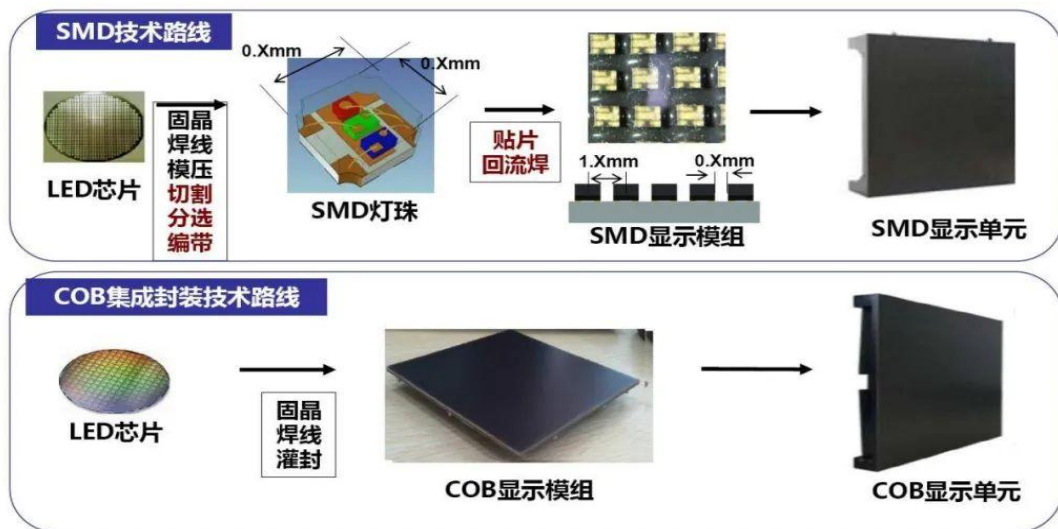 SMD技术路线
LED芯片
固晶
焊线
模压
切割
分选
编带
0.Xmm
0.Xmm
SMD灯珠
贴片
回流焊
1.Xmm
0.Xmm
SMD显示模组
SMD显示单元
COB集成封装技术路线
LED芯片
固晶
焊线
灌封
COB显示模组
COB显示单元